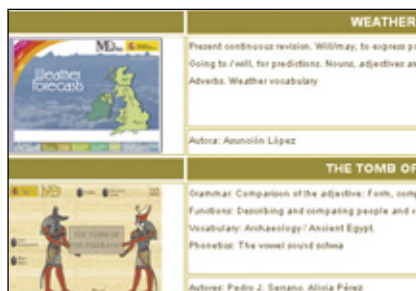 WEATHER
Weather
Forecasts
Present continuous revision. Will/may, to express
Going to / will, for predictions. Nouns, adjectives
Adverbs. Weather vocabulary
Autora: Asunción López
THE TOMB OF
THE TOMB OF
THE PHARAOH
Grammar: Comparison of the adjective: Form,
Functions: Describing and comparing people and
Vocabulary: Archaeology / Ancient Egypt.
Phonetics: The vowel sound schwa
Autores: Pedro J. Serrano, Alicia Pérez